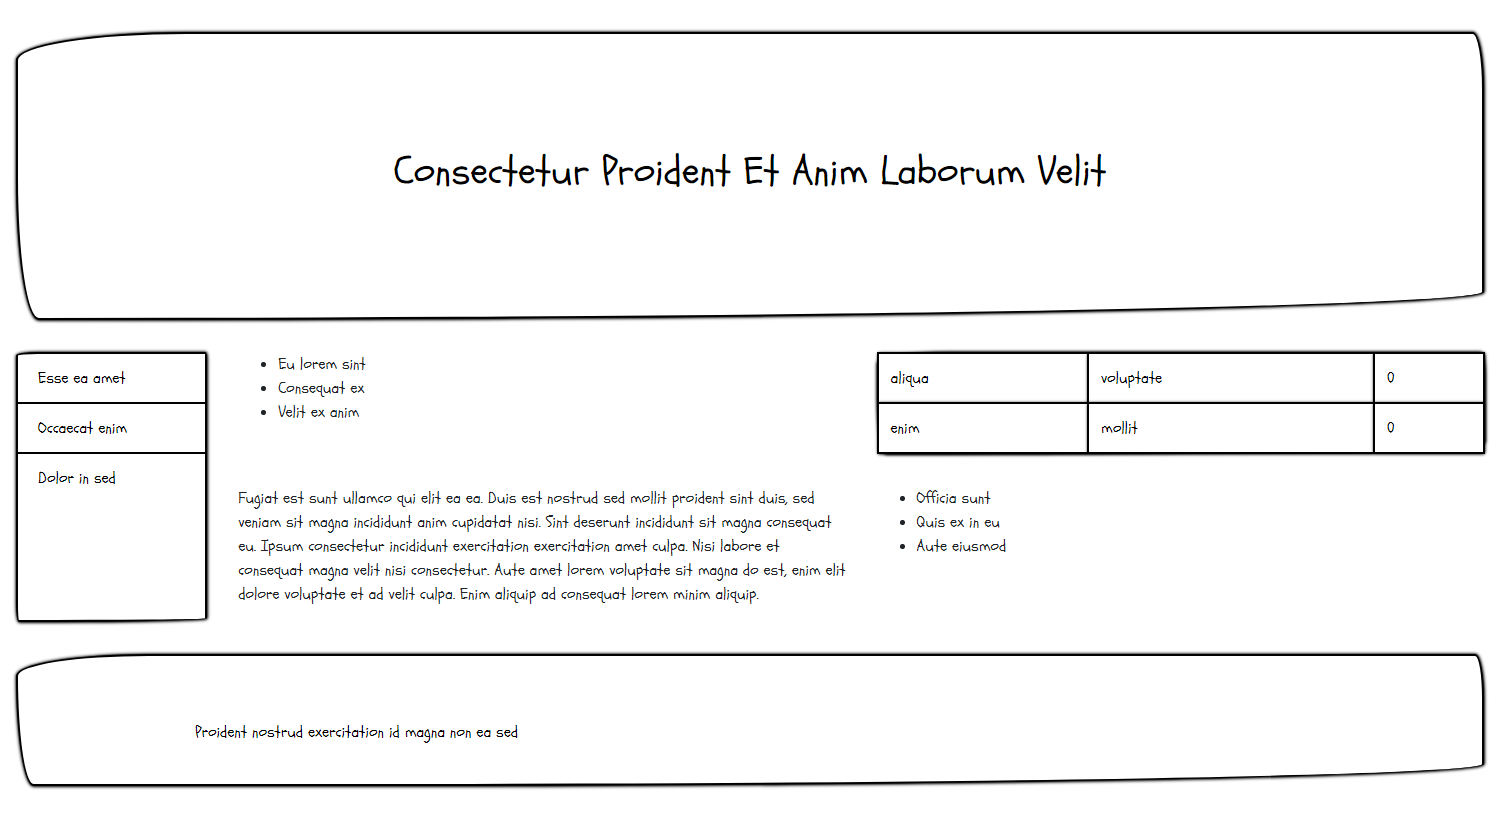 Consectetur Proident Et Anim Laborum Velit
Esse ea amet
Occaecat enim
Dolor in sed
Eu lorem sint
Consequat ex
Velit ex anim
aliqua voluptate 0
enim mollit 0
Fugiat est sunt ullamco qui elit ea ea. Duis est nostrud sed mollit proident sint duis, sed
veniam sit magna incididunt anim cupidatat nisi. Sint deserunt incididunt sit magna consequat
eu. Ipsum consectetur incididunt exercitation exercitation amet culpa. Nisi labore et
consequat magna velit nisi consectetur. Aute amet lorem voluptate sit magna do est, enim elit
dolore voluptate et ad velit culpa. Enim aliquip ad consequat lorem minim aliquip.
Officia sunt
Quis ex in eu
Aute eiusmod
Proident nostrud exercitation id magna non ea sed